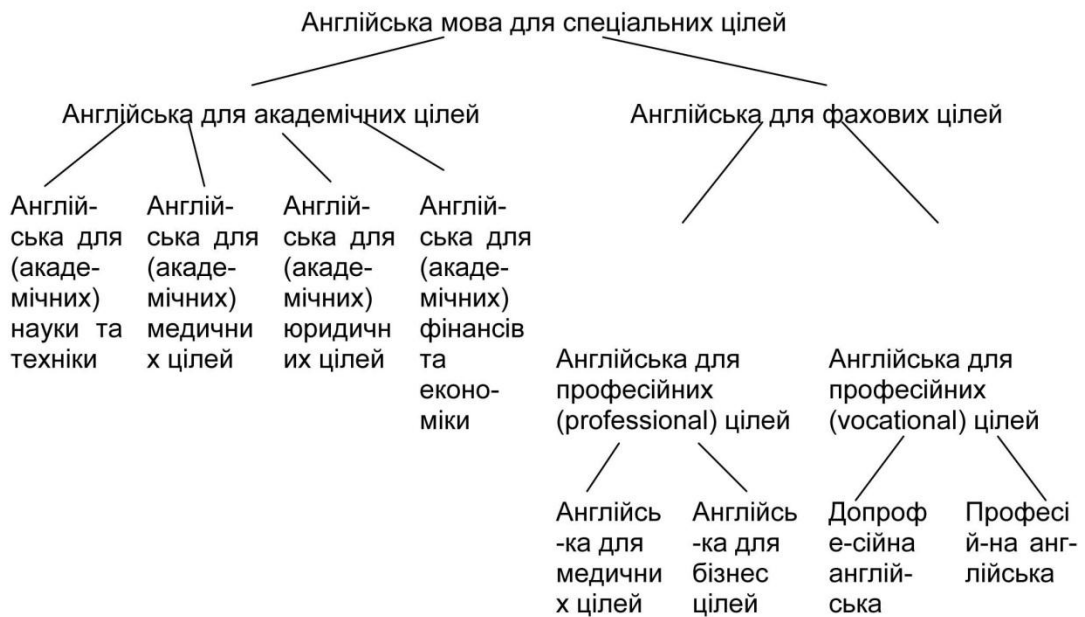 Англійська мова для спеціальних цілей
Англійська для академічних цілей
Англійська для фахових цілей
Англій-
ська для
(акаде-
мічних)
науки та
техніки
Англій-
ська для
(акаде-
мічних)
медични
х цілей
Англій-
ська для
(акаде-
мічних)
юридичн
их цілей
Англій-
ська для
(акаде-
мічних)
фінансів
та
еконо-
міки
Англійська для
професійних
(professional) цілей
Англійська для
професійних
(vocational) цілей
Англійсь
-ка для
медични
х цілей
Англійсь
-ка для
бізнес
цілей
Допроф
е-сійна
англій-
ська
Професі
й-на анг-
лійська